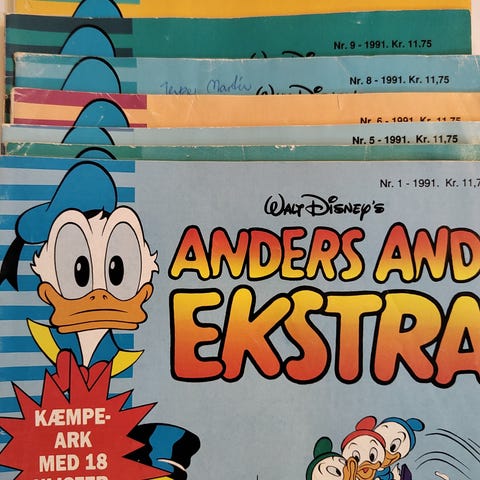 Nr. 9 - 1991. Kr. 11,75
Nr. 8 - 1991. Kr. 11,75
Nr. 6 - 1991. Kr. 11,75
Nr. 5 - 1991. Kr. 11,75
Nr. 1 - 1991. Kr. 11,7
WALT DISNEY'S
ANDERS AND
EKSTRA
KÆMPE-
ARK
MED 18